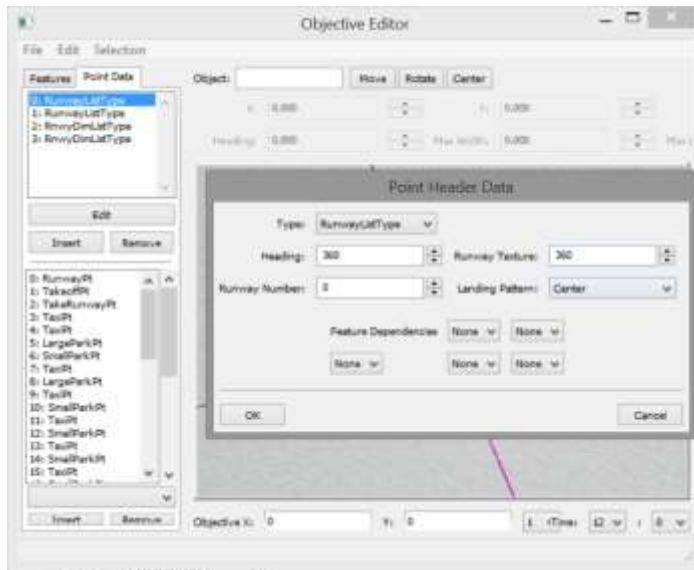 Objective Editor
File Edit Selection
Features Point Data
Object: Move Rotate Center
0: RunwayListType
1: RunwayListType
2: RnwyDimListType
3: RnwyDimListType
X: 0.000 Y: 0.000
Heading: 0.000 Max Width: 0.000
Edit
Insert Remove
Point Header Data
Type: RunwayListType
Heading: 360 Runway Texture: 360
Runway Number: 0 Landing Pattern: Center
Feature Dependencies None None
None None None
OK Cancel
0: RunwayPt
1: TakeoffPt
2: TakeRunwayPt
3: TaxiPt
4: TaxiPt
5: LargeParkPt
6: SmallParkPt
7: TaxiPt
8: LargeParkPt
9: TaxiPt
10: SmallParkPt
11: TaxiPt
12: SmallParkPt
13: TaxiPt
14: SmallParkPt
15: TaxiPt
Insert Remove
Objective X: 0 Y: 0 1 Time: 12 : 0